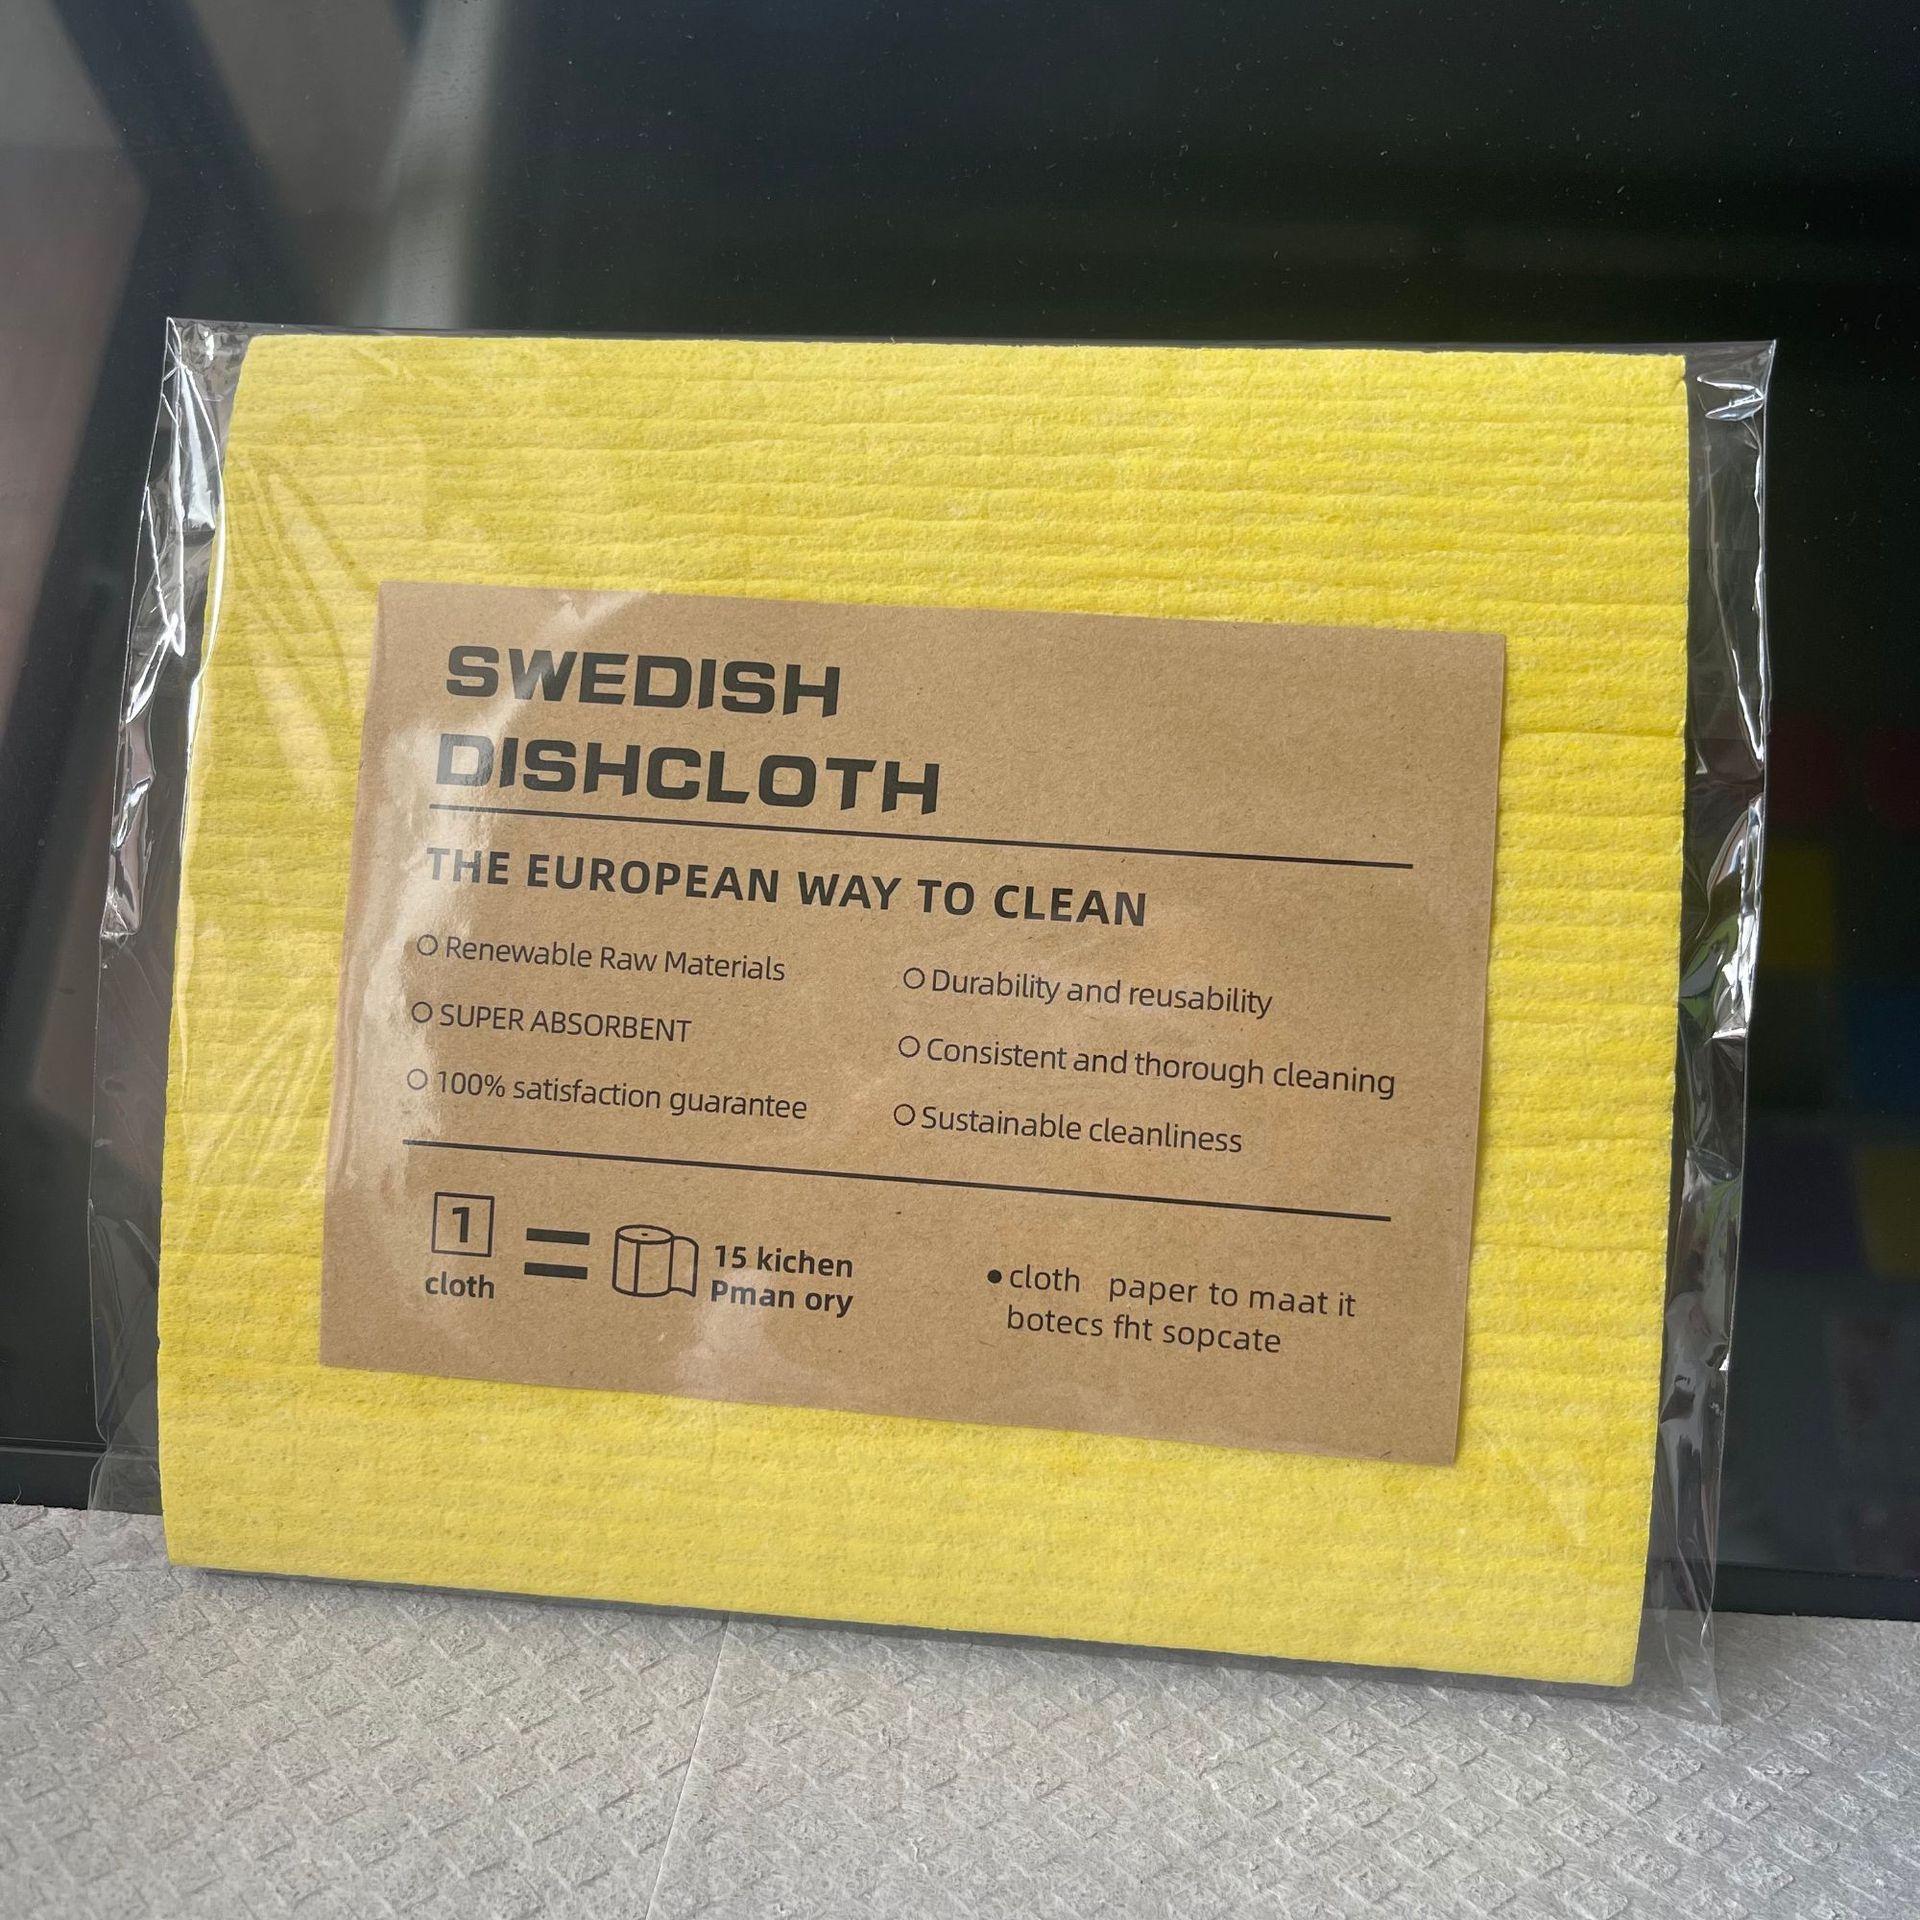 SWEDISH
DISHCLOTH
THE EUROPEAN WAY TO CLEAN
Renewable Raw Materials
SUPER ABSORBENT
100% satisfaction guarantee
Durability and reusability
Consistent and thorough cleaning
Sustainable cleanliness
1
cloth
=
15 kichen
Pman ory
cloth paper to maat it
botecs fht sopcate